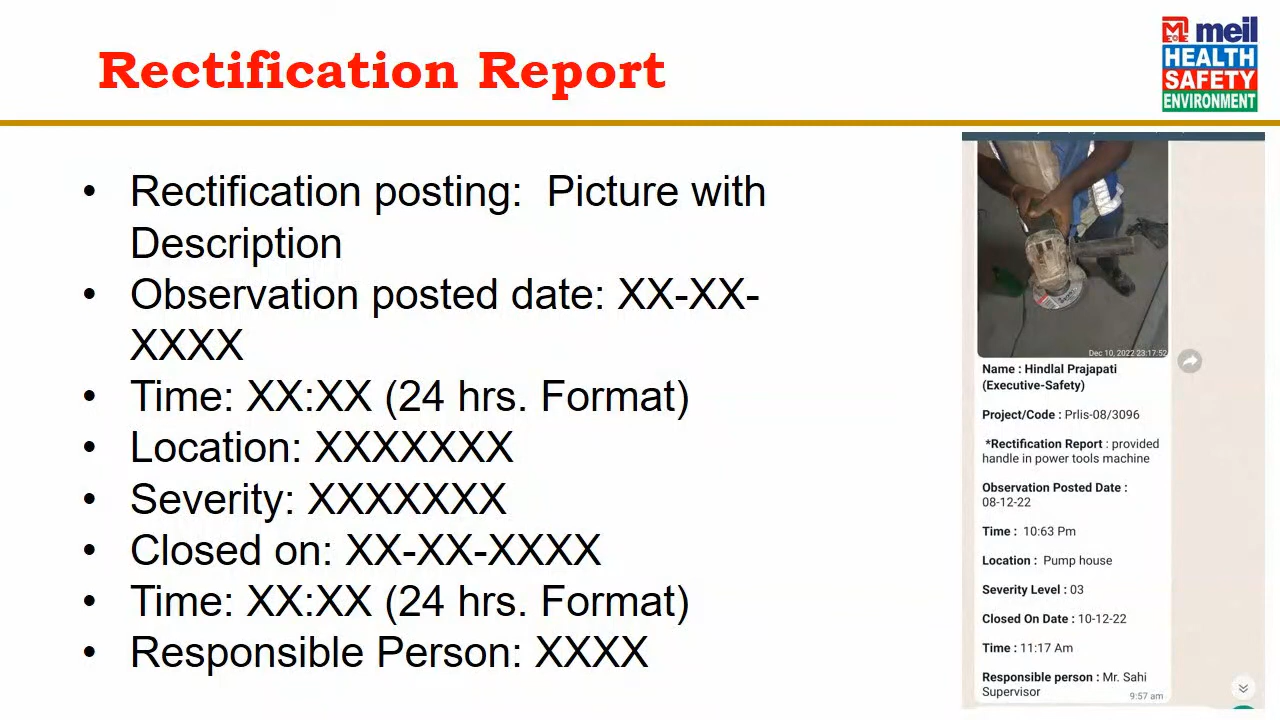 Rectification Report
meil
HEALTH
SAFETY
ENVIRONMENT
• Rectification posting: Picture with
Description
• Observation posted date: XX-XX-
XXXX
• Time: XX:XX (24 hrs. Format)
• Location: XXXXXXX
• Severity: XXXXXXX
• Closed on: XX-XX-XXXX
• Time: XX:XX (24 hrs. Format)
• Responsible Person: XXXX
Dec 10, 2022 23:17:52
Name : Hindlal Prajapati
(Executive-Safety)
Project/Code : Prlis-08/3096
*Rectification Report : provided
handle in power tools machine
Observation Posted Date :
08-12-22
Time : 10:63 Pm
Location : Pump house
Severity Level : 03
Closed On Date : 10-12-22
Time : 11:17 Am
Responsible person : Mr. Sahi
Supervisor
9:57 am